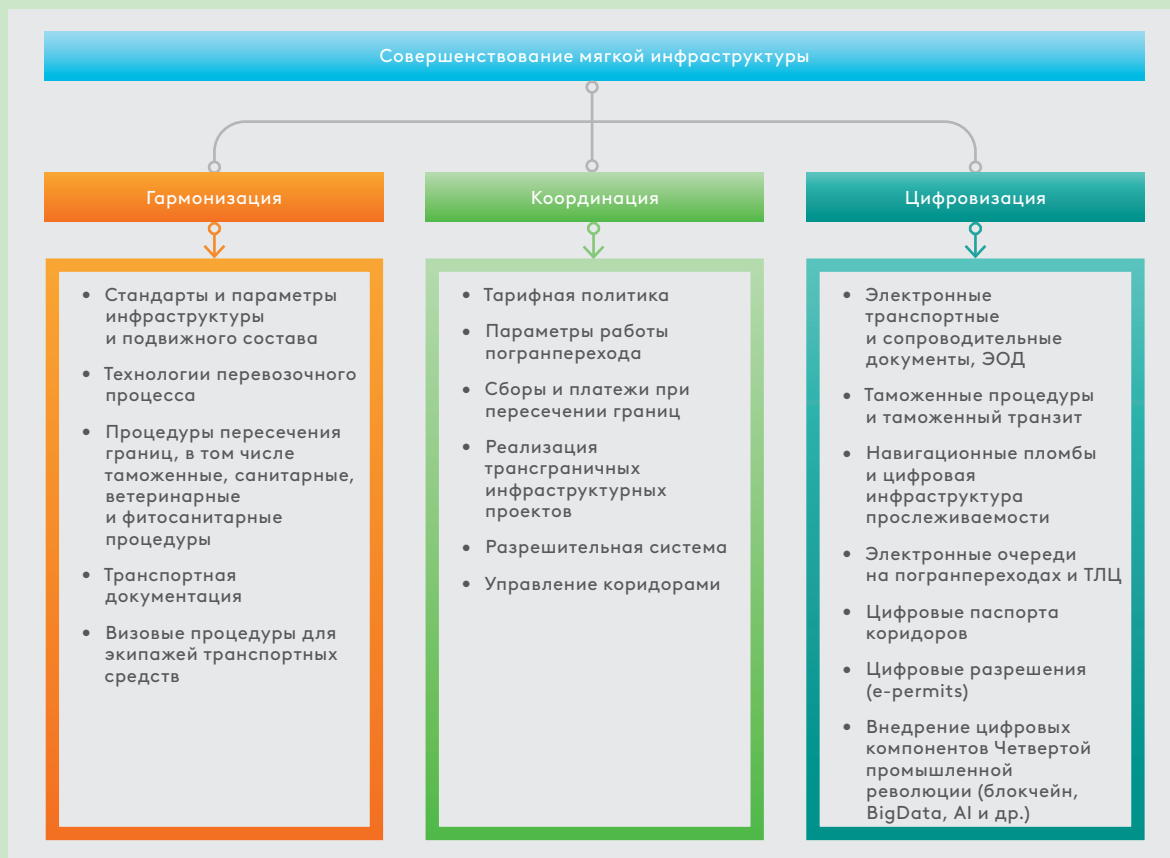 Совершенствование мягкой инфраструктуры
Гармонизация
• Стандарты и параметры
инфраструктуры
и подвижного состава
• Технологии перевозочного
процесса
• Процедуры пересечения
границ, в том числе
таможенные, санитарные,
ветеринарные
и фитосанитарные
процедуры
• Транспортная
документация
• Визовые процедуры для
экипажей транспортных
средств
Координация
• Тарифная политика
• Параметры работы
погранперехода
• Сборы и платежи при
пересечении границ
• Реализация
трансграничных
инфраструктурных
проектов
• Разрешительная система
• Управление коридорами
Цифровизация
• Электронные
транспортные
и сопроводительные
документы, ЭОД
• Таможенные процедуры
и таможенный транзит
• Навигационные пломбы
и цифровая
инфраструктура
прослеживаемости
• Электронные очереди
на погранпереходах и ТЛЦ
• Цифровые паспорта
коридоров
• Цифровые разрешения
(e-permits)
• Внедрение цифровых
компонентов Четвертой
промышленной
революции (блокчейн,
BigData, AI и др.)